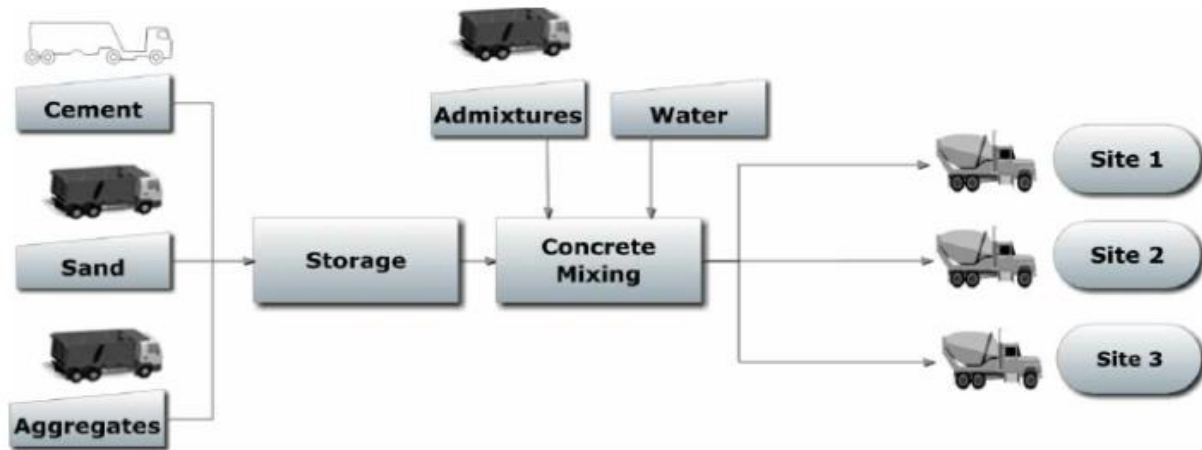 Cement
Admixtures
Water
Site 1
Sand
Storage
Concrete
Mixing
Site 2
Site 3
Aggregates